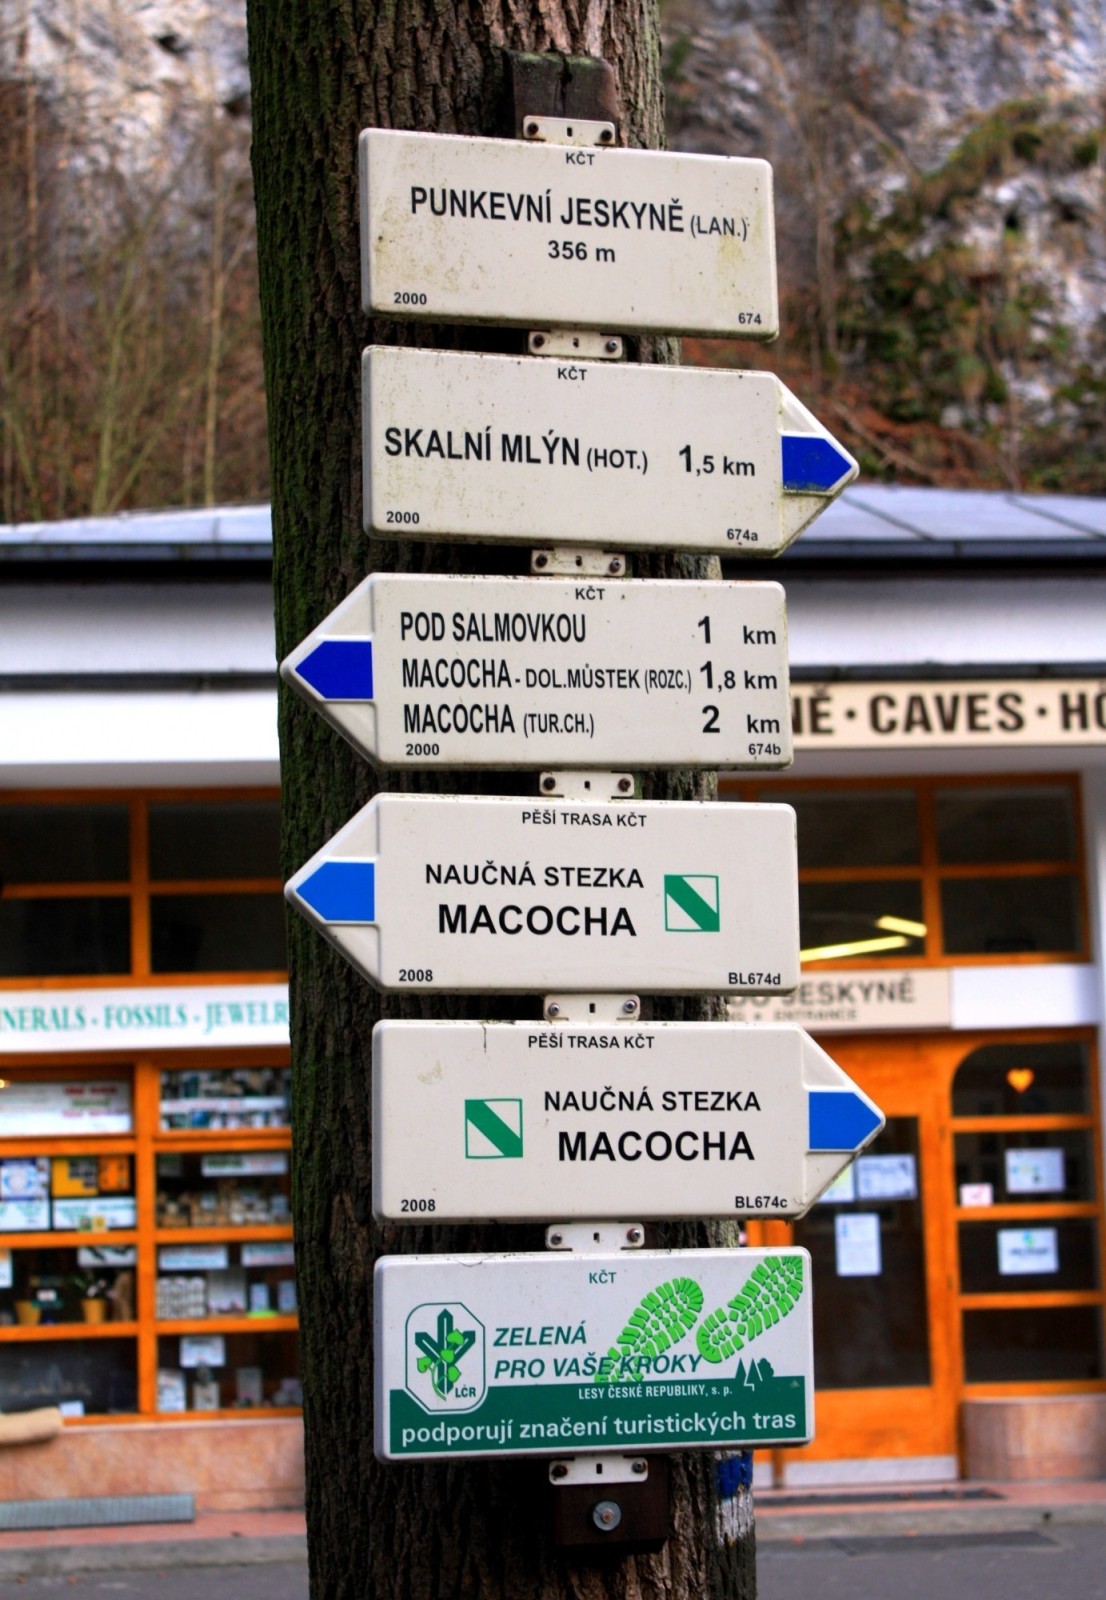 KČT
PUNKEVNÍ JESKYNĚ (LAN.)
356 m
2000 674
KČT
SKALNÍ MLÝN (HOT.) 1,5 km
2000 674a
KČT
POD SALMOVKOU 1 km
MACOCHA - DOL.MŮSTEK (ROZC.) 1,8 km
MACOCHA (TUR.CH.) 2 km
2000 674b
NĚ · CAVES · HÖ
PĚŠÍ TRASA KČT
NAUČNÁ STEZKA
MACOCHA
2008 BL674d
NERALS - FOSSILS - JEWELR
DO JESKYNĚ
ENTRANCE
PĚŠÍ TRASA KČT
NAUČNÁ STEZKA
MACOCHA
2008 BL674c
KČT
ZELENÁ
PRO VAŠE KROKY
LČR
LESY ČESKÉ REPUBLIKY, s. p.
podporují značení turistických tras